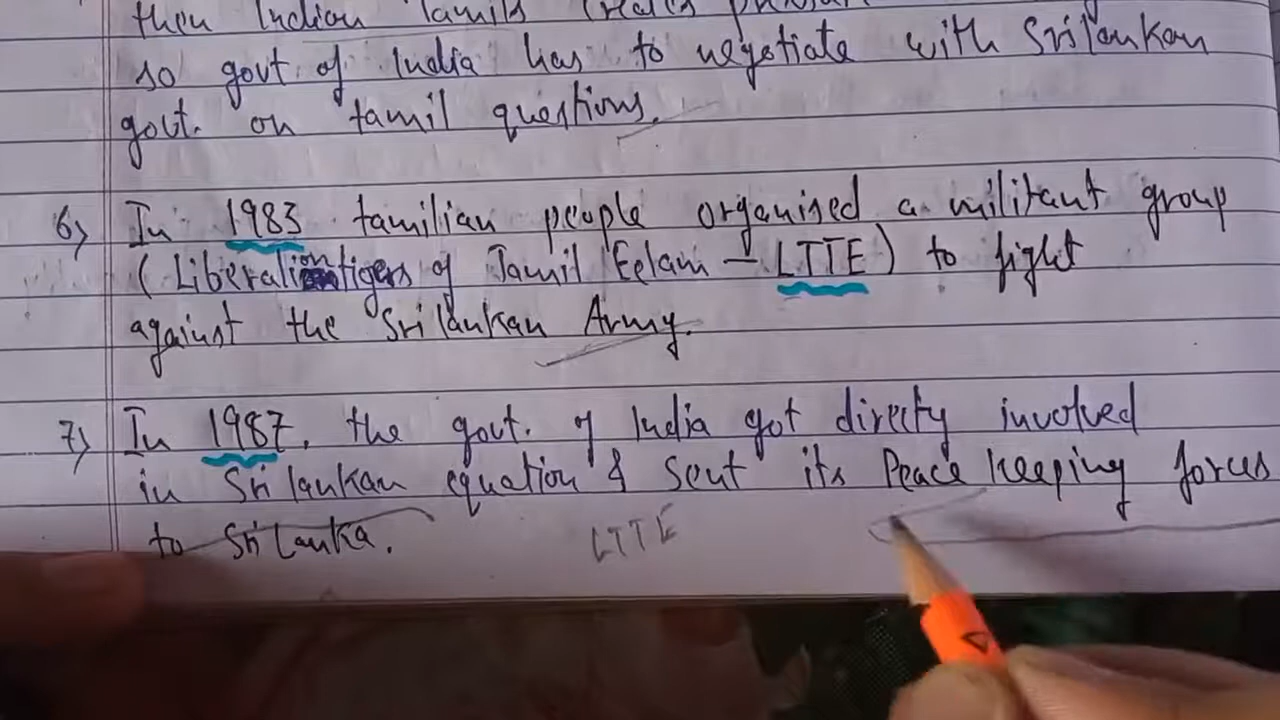 then Indian Tamils
so govt. of India has to negotiate with Srilankan
govt. on tamil questions.
6) In 1983 tamilian people organised a militant group
(Liberation tigers of Tamil Eelam - LTTE) to fight
against the Srilankan Army.
7) In 1987, the govt. of India got directy involved
in Srilankan equation & sent its Peace keeping forces
to Srilanka.
LTTE